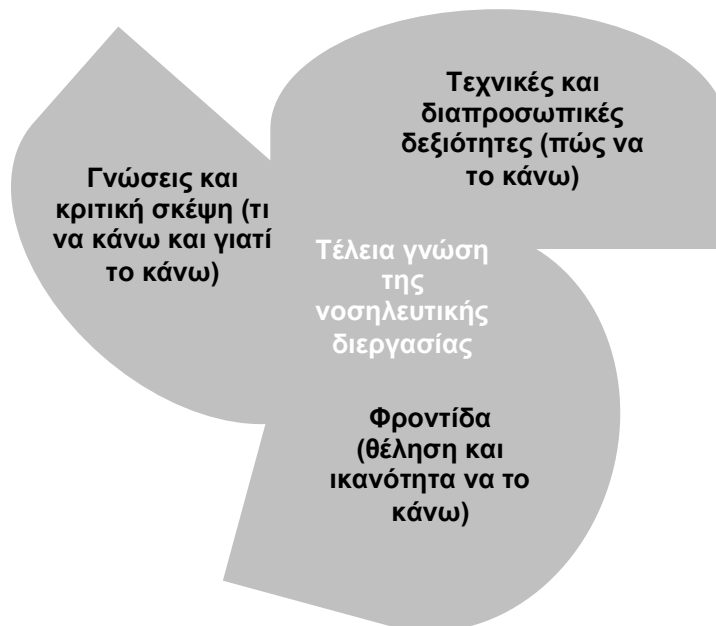 Τεχνικές και
διαπροσωπικές
δεξιότητες (πώς να
το κάνω)
Γνώσεις και
κριτική σκέψη (τι
να κάνω και γιατί
το κάνω)
Τέλεια γνώση
της
νοσηλευτικής
διεργασίας
Φροντίδα
(θέληση και
ικανότητα να το
κάνω)